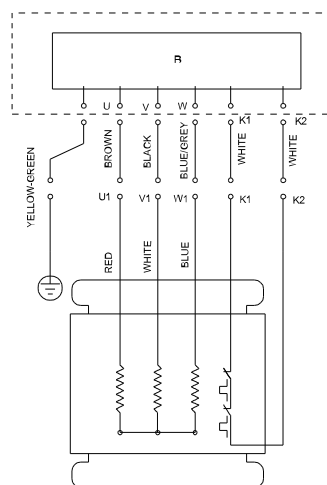 B
U V W
K1 K2
YELLOW-GREEN
BROWN
BLACK
BLUE/GREY
WHITE
WHITE
U1 V1 W1 K1 K2
RED
WHITE
BLUE